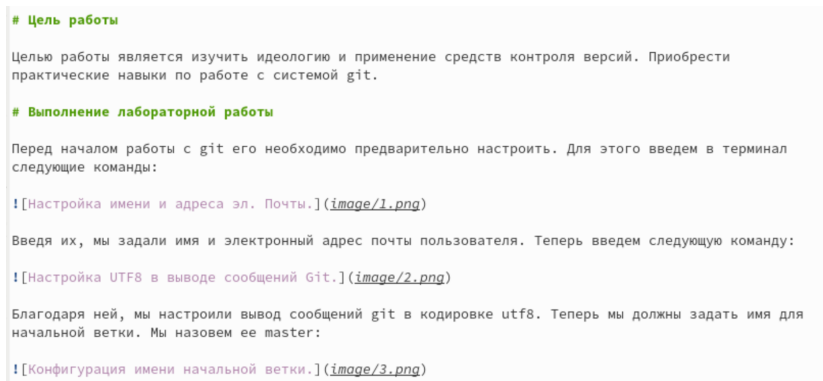 # Цель работы
Целью работы является изучить идеологию и применение средств контроля версий. Приобрести
практические навыки по работе с системой git.
# Выполнение лабораторной работы
Перед началом работы с git его необходимо предварительно настроить. Для этого введем в терминал
следующие команды:
![Настройка имени и адреса эл. Почты.](image/1.png)
Введя их, мы задали имя и электронный адрес почты пользователя. Теперь введем следующую команду:
![Настройка UTF8 в выводе сообщений Git.](image/2.png)
Благодаря ней, мы настроили вывод сообщений git в кодировке utf8. Теперь мы должны задать имя для
начальной ветки. Мы назовем ее master:
![Конфигурация имени начальной ветки.](image/3.png)